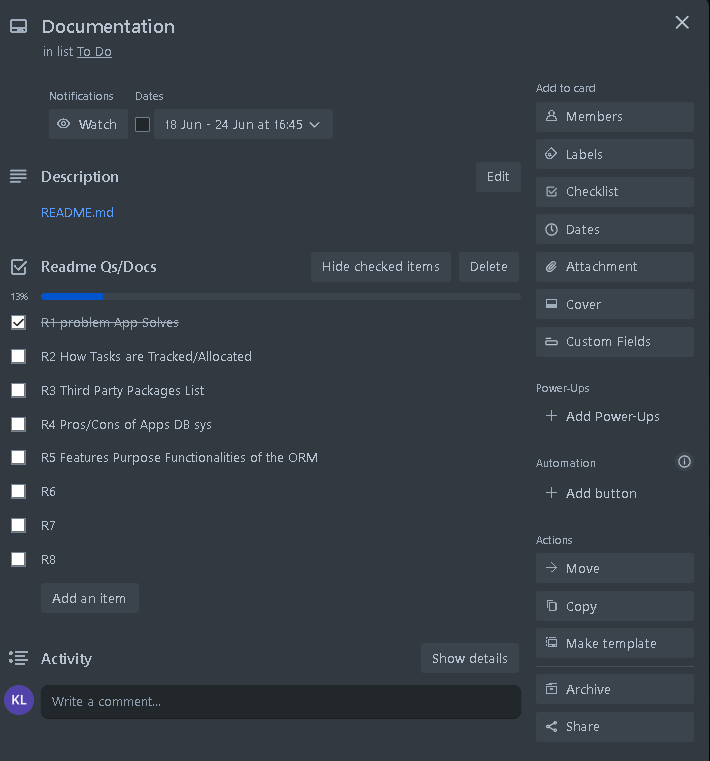 Documentation
in list To Do
Notifications
Dates
Watch
18 Jun - 24 Jun at 16:45
Description
Edit
README.md
Readme Qs/Docs
Hide checked items
Delete
13%
R1 problem App Solves
R2 How Tasks are Tracked/Allocated
R3 Third Party Packages List
R4 Pros/Cons of Apps DB sys
R5 Features Purpose Functionalities of the ORM
R6
R7
R8
Add an item
Activity
Show details
KL
Write a comment...
Add to card
Members
Labels
Checklist
Dates
Attachment
Cover
Custom Fields
Power-Ups
Add Power-Ups
Automation
Add button
Actions
Move
Copy
Make template
Archive
Share